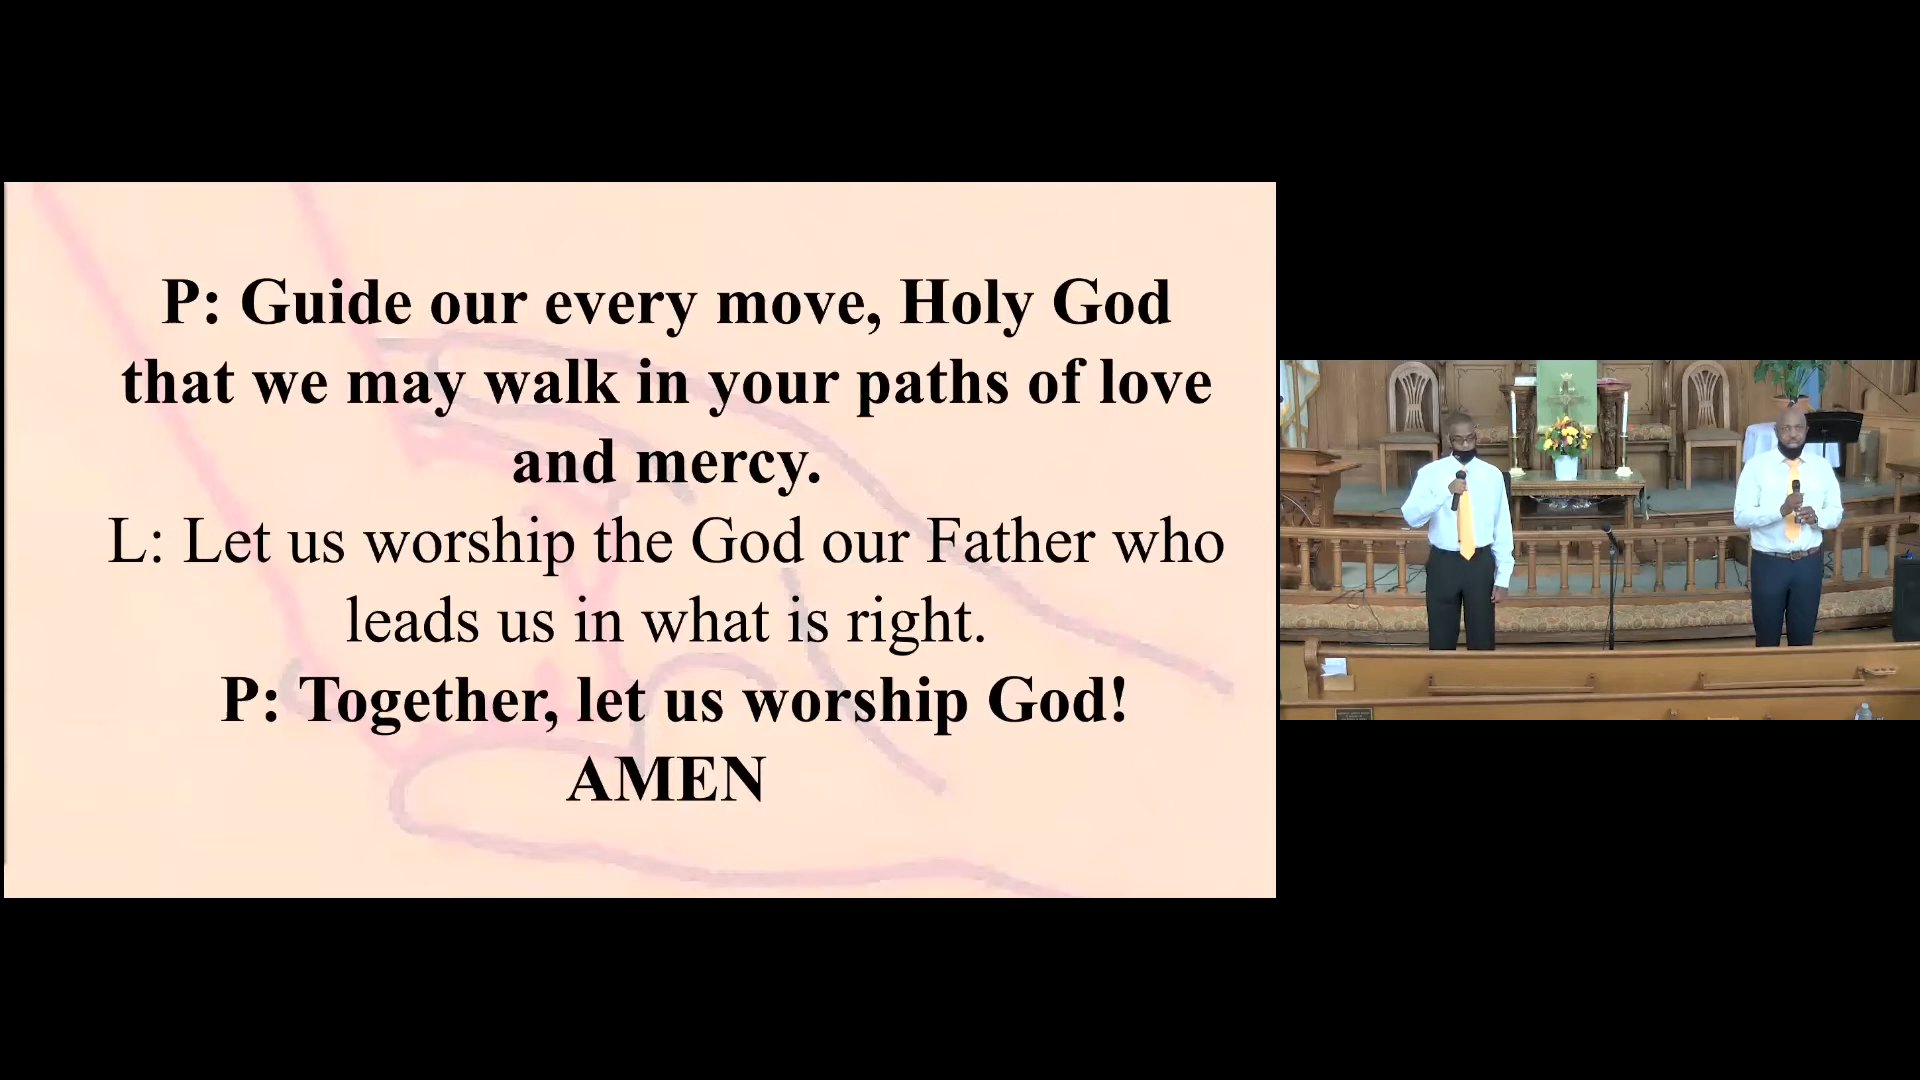 P: Guide our every move, Holy God
that we may walk in your paths of love
and mercy.
L: Let us worship the God our Father who
leads us in what is right.
P: Together, let us worship God!
AMEN